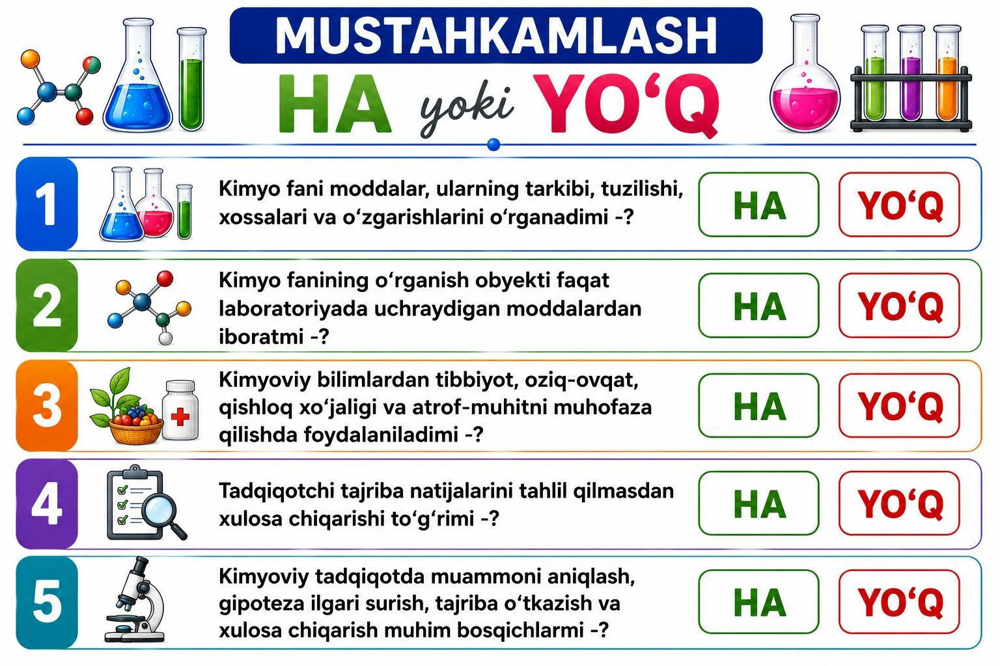 MUSTAHKAMLASH
HA yoki YO‘Q
1
Kimyo fani moddalar, ularning tarkibi, tuzilishi,
xossalari va o‘zgarishlarini o‘rganadimi -?
HA
YO‘Q
2
Kimyo fanining o‘rganish obyekti faqat
laboratoriyada uchraydigan moddalardan
iboratmi -?
HA
YO‘Q
3
Kimyoviy bilimlardan tibbiyot, oziq-ovqat,
qishloq xo‘jaligi va atrof-muhitni muhofaza
qilishda foydalaniladimi -?
HA
YO‘Q
4
Tadqiqotchi tajriba natijalarini tahlil qilmasdan
xulosa chiqarishi to‘g‘rimi -?
HA
YO‘Q
5
Kimyoviy tadqiqotda muammoni aniqlash,
gipoteza ilgari surish, tajriba o‘tkazish va
xulosa chiqarish muhim bosqichlarmi -?
HA
YO‘Q